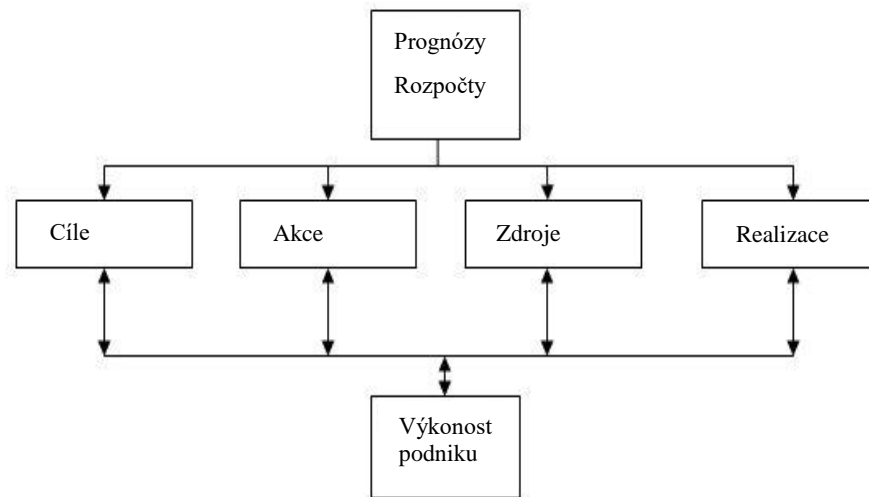 Prognózy
Rozpočty
Cíle
Akce
Zdroje
Realizace
Výkonost
podniku